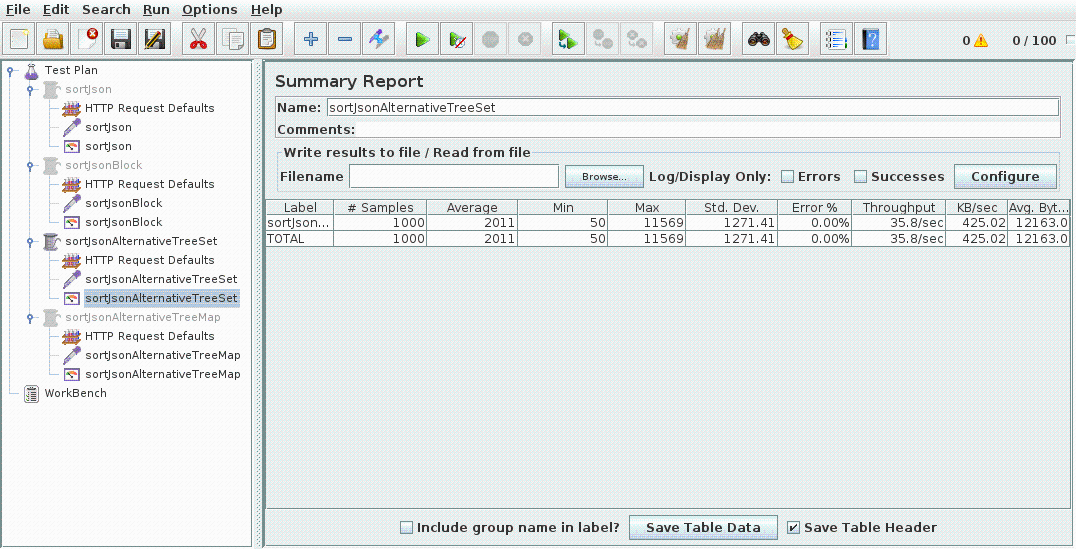 File Edit Search Run Options Help
0 0 / 100
Test Plan
sortJson
HTTP Request Defaults
sortJson
sortJson
sortJsonBlock
HTTP Request Defaults
sortJsonBlock
sortJsonBlock
sortJsonAlternativeTreeSet
HTTP Request Defaults
sortJsonAlternativeTreeSet
sortJsonAlternativeTreeSet
sortJsonAlternativeTreeMap
HTTP Request Defaults
sortJsonAlternativeTreeMap
sortJsonAlternativeTreeMap
WorkBench
Summary Report
Name: sortJsonAlternativeTreeSet
Comments:
Write results to file / Read from file
Filename Browse... Log/Display Only: Errors Successes Configure
Label # Samples Average Min Max Std. Dev. Error % Throughput KB/sec Avg. Byt...
sortJson... 1000 2011 50 11569 1271.41 0.00% 35.8/sec 425.02 12163.0
TOTAL 1000 2011 50 11569 1271.41 0.00% 35.8/sec 425.02 12163.0
Include group name in label? Save Table Data Save Table Header